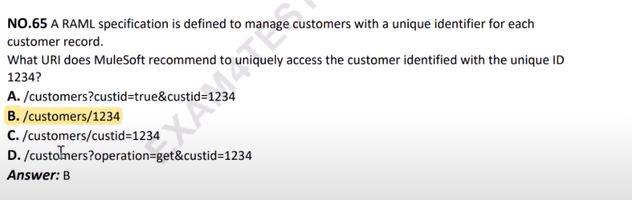 NO.65 A RAML specification is defined to manage customers with a unique identifier for each
customer record.
What URI does MuleSoft recommend to uniquely access the customer identified with the unique ID
1234?
A. /customers?custid=true&custid=1234
B. /customers/1234
C. /customers/custid=1234
D. /customers?operation=get&custid=1234
Answer: B
EXAM4TEST